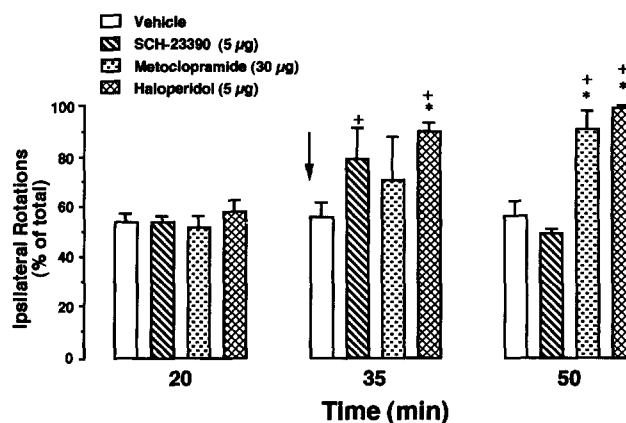 Vehicle
SCH-23390 (5 µg)
Metoclopramide (30 µg)
Haloperidol (5 µg)
Ipsilateral Rotations
(% of total)
100
80
60
40
20
0
+
+
*
+
*
+
*
20
35
50
Time (min)